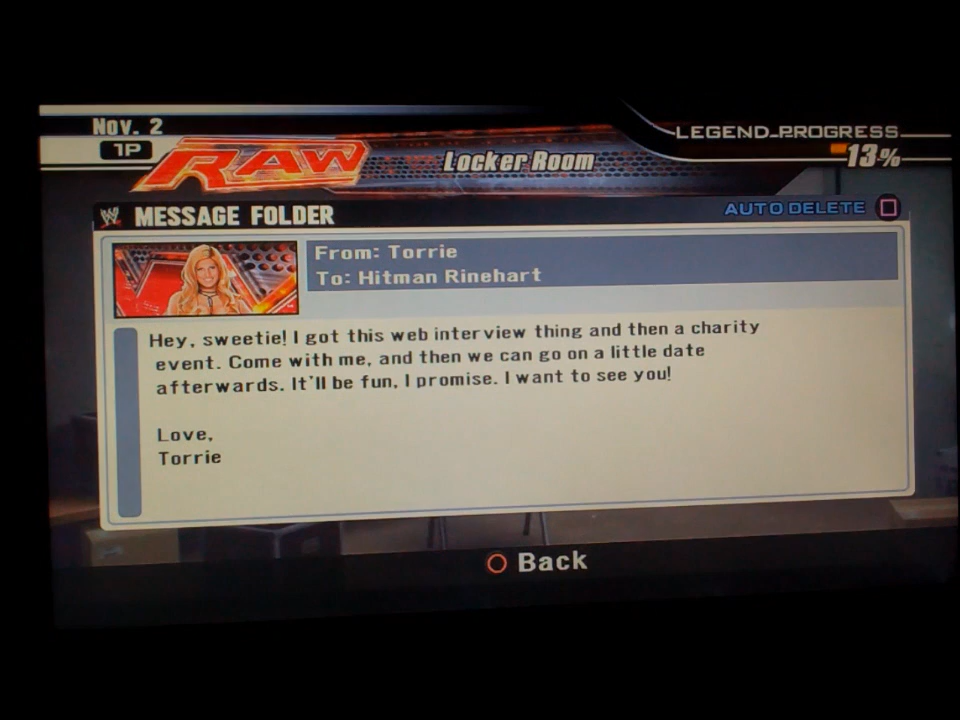 Nov. 2
1P
RAW
Locker Room
LEGEND PROGRESS
13%
W MESSAGE FOLDER
AUTO DELETE
From: Torrie
To: Hitman Rinehart
Hey, sweetie! I got this web interview thing and then a charity
event. Come with me, and then we can go on a little date
afterwards. It'll be fun, I promise. I want to see you!
Love,
Torrie
Back